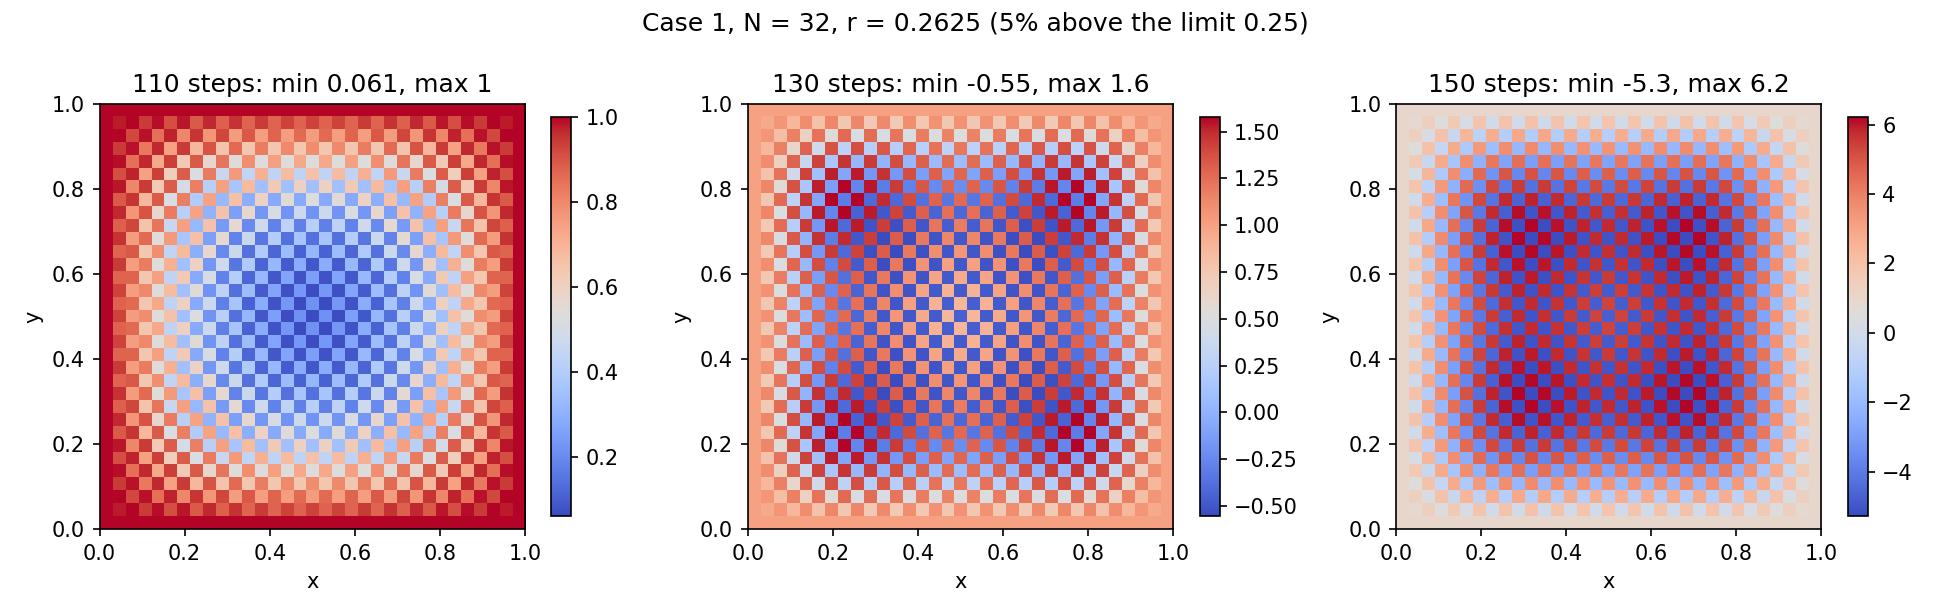 Case 1, N = 32, r = 0.2625 (5% above the limit 0.25)
110 steps: min 0.061, max 1
1.0
0.8
0.6
0.4
0.2
0.0
y
0.0 0.2 0.4 0.6 0.8 1.0
x
1.0
0.8
0.6
0.4
0.2
130 steps: min -0.55, max 1.6
1.0
0.8
0.6
0.4
0.2
0.0
y
0.0 0.2 0.4 0.6 0.8 1.0
x
1.50
1.25
1.00
0.75
0.50
0.25
0.00
−0.25
−0.50
150 steps: min -5.3, max 6.2
1.0
0.8
0.6
0.4
0.2
0.0
y
0.0 0.2 0.4 0.6 0.8 1.0
x
6
4
2
0
−2
−4